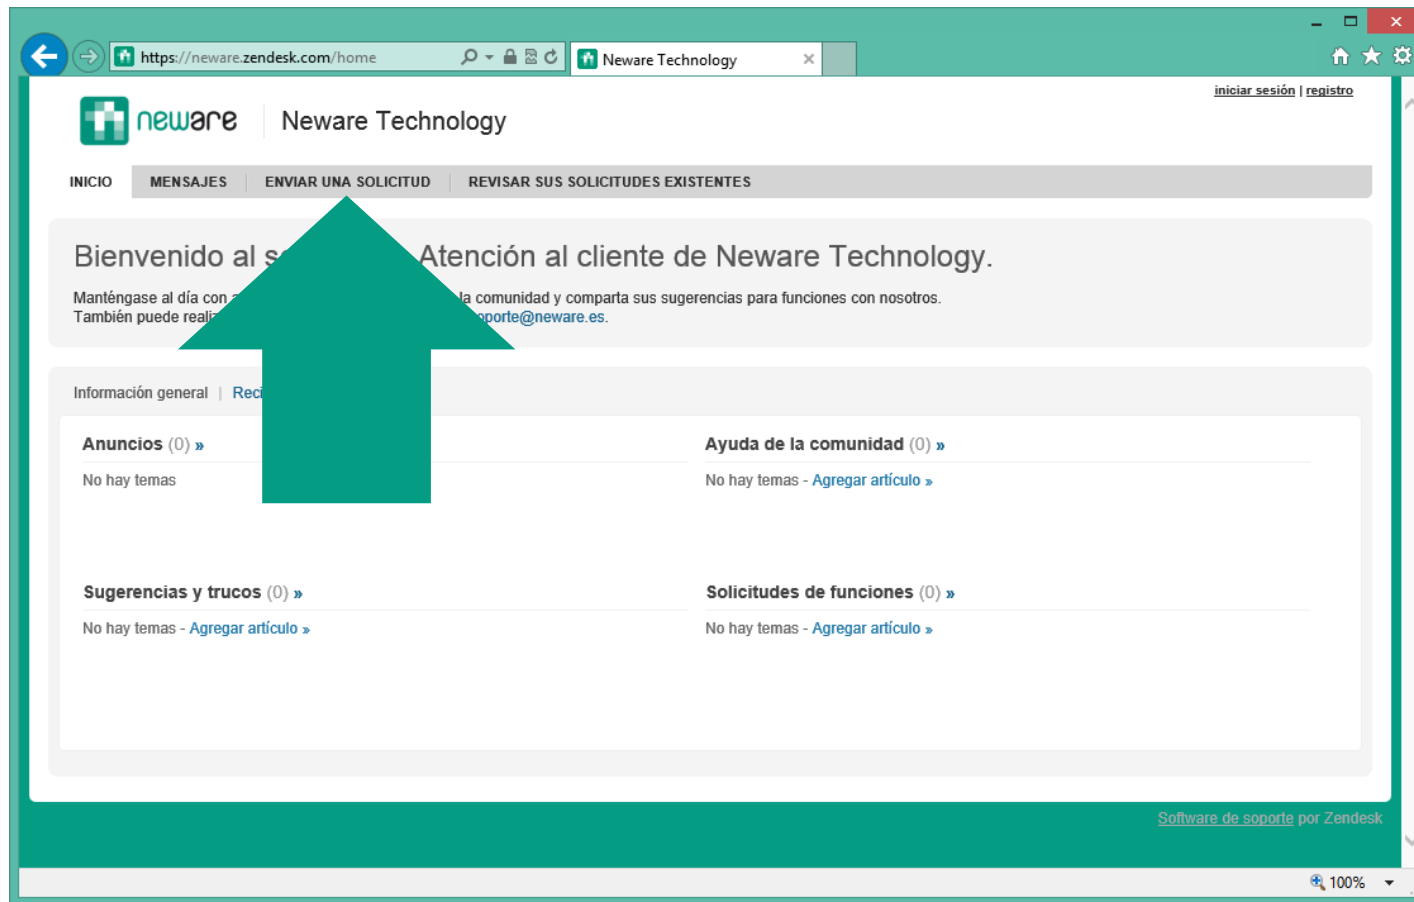 https://neware.zendesk.com/home
Neware Technology
iniciar sesión | registro
neware
Neware Technology
INICIO MENSAJES ENVIAR UNA SOLICITUD REVISAR SUS SOLICITUDES EXISTENTES
Bienvenido al Atención al cliente de Neware Technology.
Manténgase al día con la comunidad y comparta sus sugerencias para funciones con nosotros.
También puede oporte@neware.es.
Información general |
Anuncios (0) »
No hay temas
Ayuda de la comunidad (0) »
No hay temas - Agregar artículo »
Sugerencias y trucos (0) »
No hay temas - Agregar artículo »
Solicitudes de funciones (0) »
No hay temas - Agregar artículo »
Software de soporte por Zendesk
100%